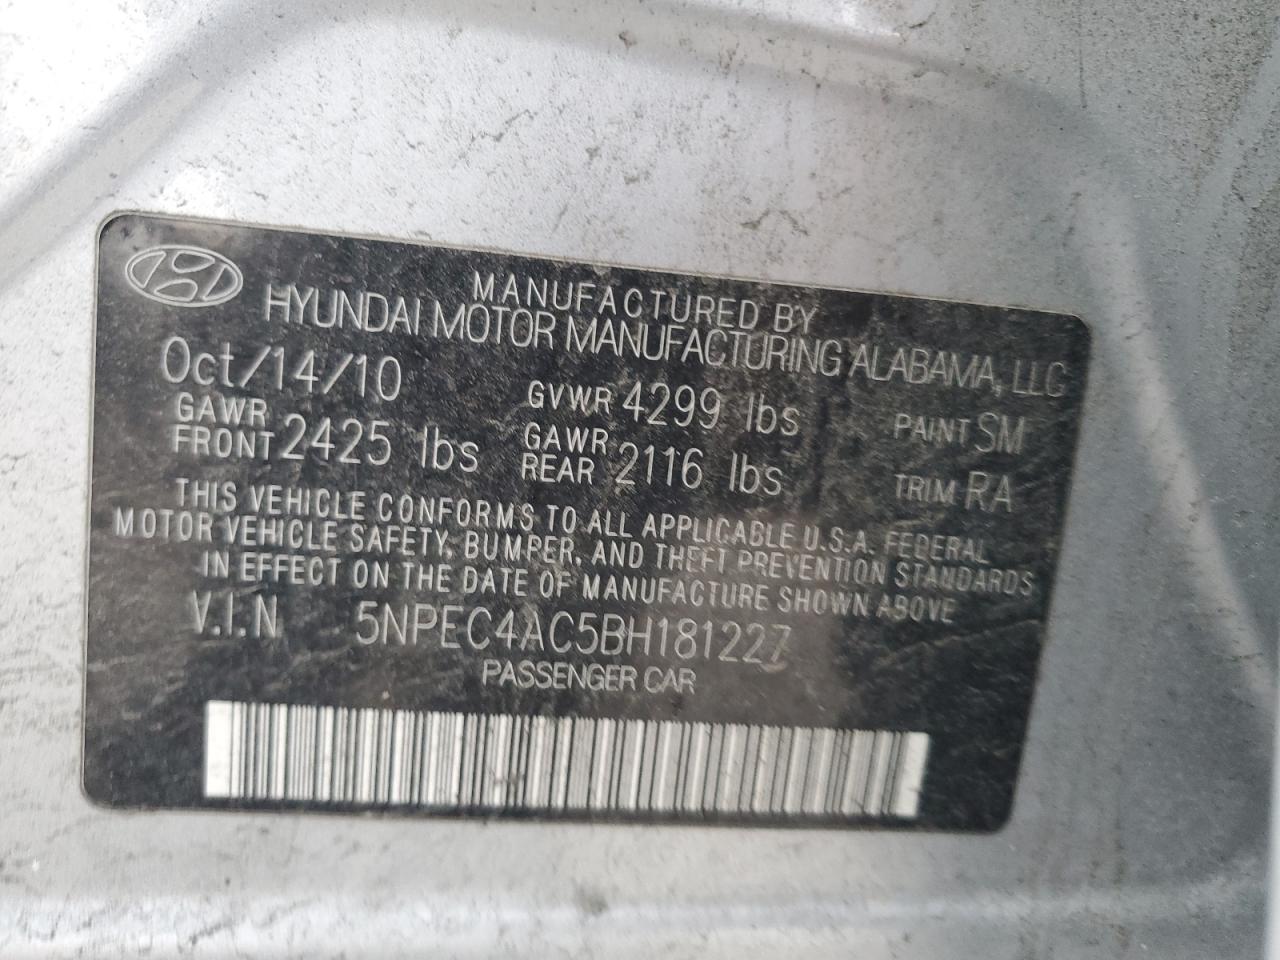 MANUFACTURED BY
HYUNDAI MOTOR MANUFACTURING ALABAMA, LLC
Oct/14/10 GVWR 4299 lbs PAINT SM
GAWR FRONT 2425 lbs GAWR REAR 2116 lbs TRIM RA
THIS VEHICLE CONFORMS TO ALL APPLICABLE U.S.A. FEDERAL
MOTOR VEHICLE SAFETY, BUMPER, AND THEFT PREVENTION STANDARDS
IN EFFECT ON THE DATE OF MANUFACTURE SHOWN ABOVE
V.I.N 5NPEC4AC5BH181227
PASSENGER CAR